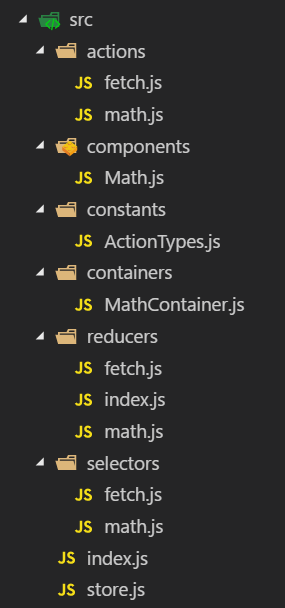 src
actions
JS fetch.js
JS math.js
components
JS Math.js
constants
JS ActionTypes.js
containers
JS MathContainer.js
reducers
JS fetch.js
JS index.js
JS math.js
selectors
JS fetch.js
JS math.js
JS index.js
JS store.js